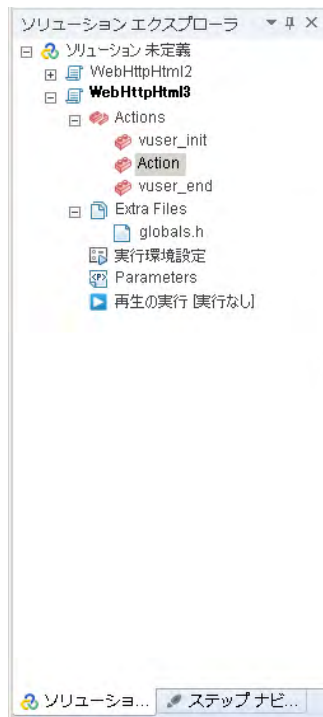 ソリューション エクスプローラ
ソリューション 未定義
WebHttpHtml2
WebHttpHtml3
Actions
vuser_init
Action
vuser_end
Extra Files
globals.h
実行環境設定
Parameters
再生の実行 [実行なし]
ソリューショ... ステップ ナビ...